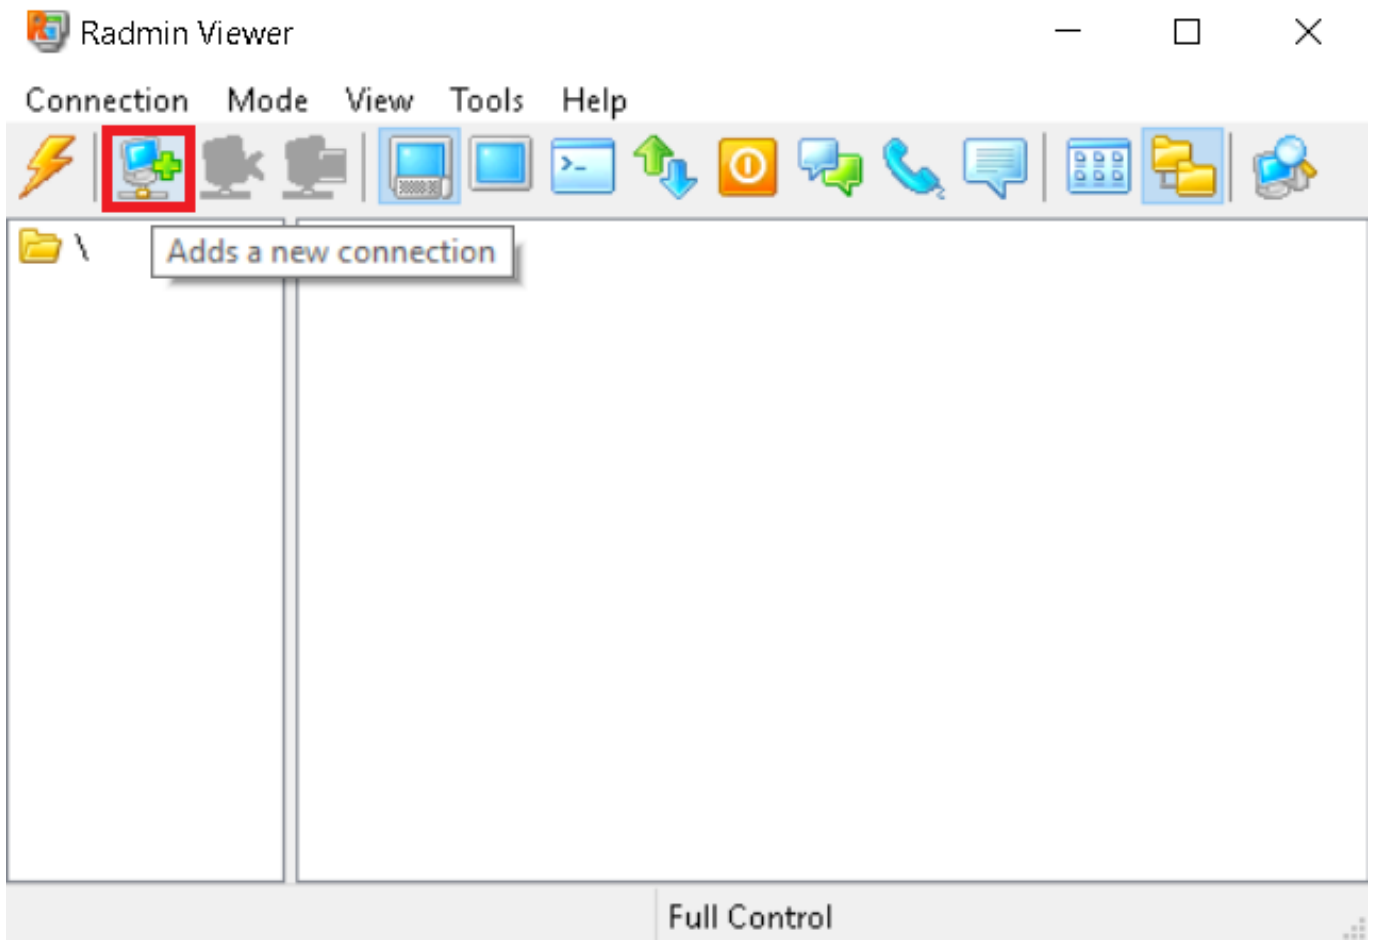 Radmin Viewer
Connection Mode View Tools Help
\
Adds a new connection
Full Control